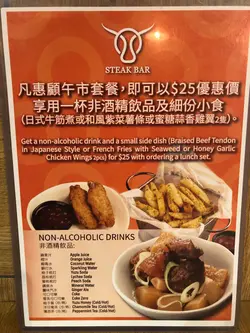 STEAK BAR
凡惠顧午市套餐，即可以$25優惠價
享用一杯非酒精飲品及細份小食
(日式牛筋煮或和風紫菜薯條或蜜糖蒜香雞翼2隻)。
Get a non-alcoholic drink and a small side dish (Braised Beef Tendon
in Japanese Style or French Fries with Seaweed or Honey Garlic
Chicken Wings 2pcs) for $25 with ordering a lunch set.
NON-ALCOHOLIC DRINKS
非酒精飲品:
Apple Juice
Orange Juice
Coconut Water
Sparkling Water
Yuzu Soda
Lychee Soda
Peach Soda
Mineral Water
Ginger Ale
Coke
Coke Zero
Yuzu Honey (Cold/Hot)
Chamomile Tea (Cold/Hot)
Peppermint Tea (Cold/Hot)